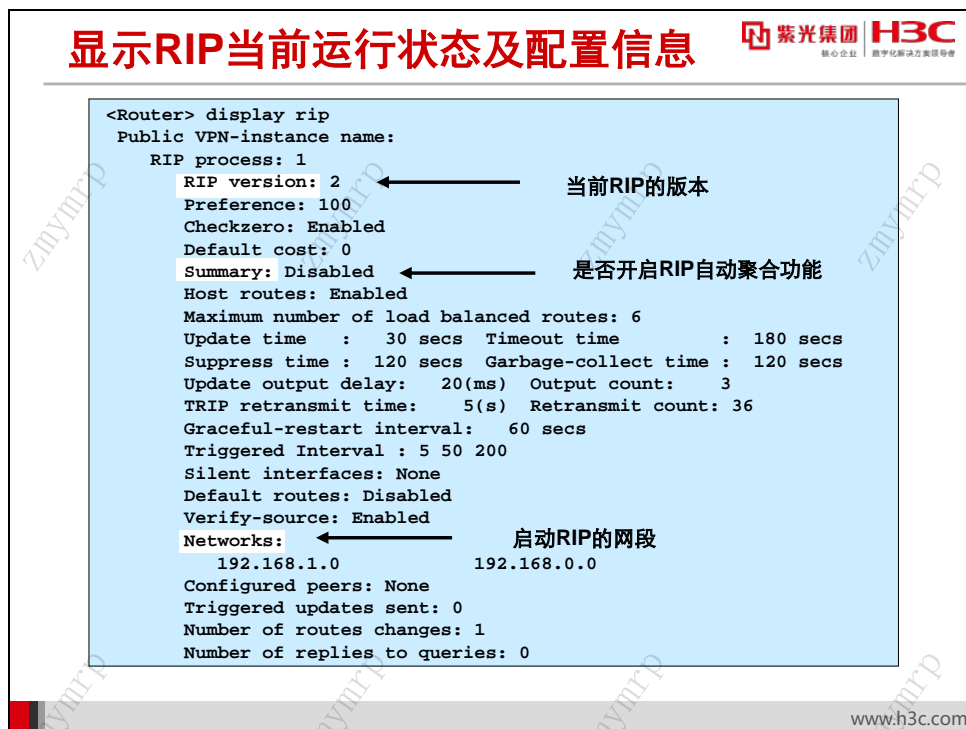 显示RIP当前运行状态及配置信息
紫光集团 H3C
核心企业 数字化解决方案领导者
<Router> display rip
Public VPN-instance name:
RIP process: 1
RIP version: 2 当前RIP的版本
Preference: 100
Checkzero: Enabled
Default cost: 0
Summary: Disabled 是否开启RIP自动聚合功能
Host routes: Enabled
Maximum number of load balanced routes: 6
Update time : 30 secs Timeout time : 180 secs
Suppress time : 120 secs Garbage-collect time : 120 secs
Update output delay: 20(ms) Output count: 3
TRIP retransmit time: 5(s) Retransmit count: 36
Graceful-restart interval: 60 secs
Triggered Interval : 5 50 200
Silent interfaces: None
Default routes: Disabled
Verify-source: Enabled
Networks: 启动RIP的网段
192.168.1.0 192.168.0.0
Configured peers: None
Triggered updates sent: 0
Number of routes changes: 1
Number of replies to queries: 0
zmymrp
zmymrp
zmymrp
zmymrp
www.h3c.com